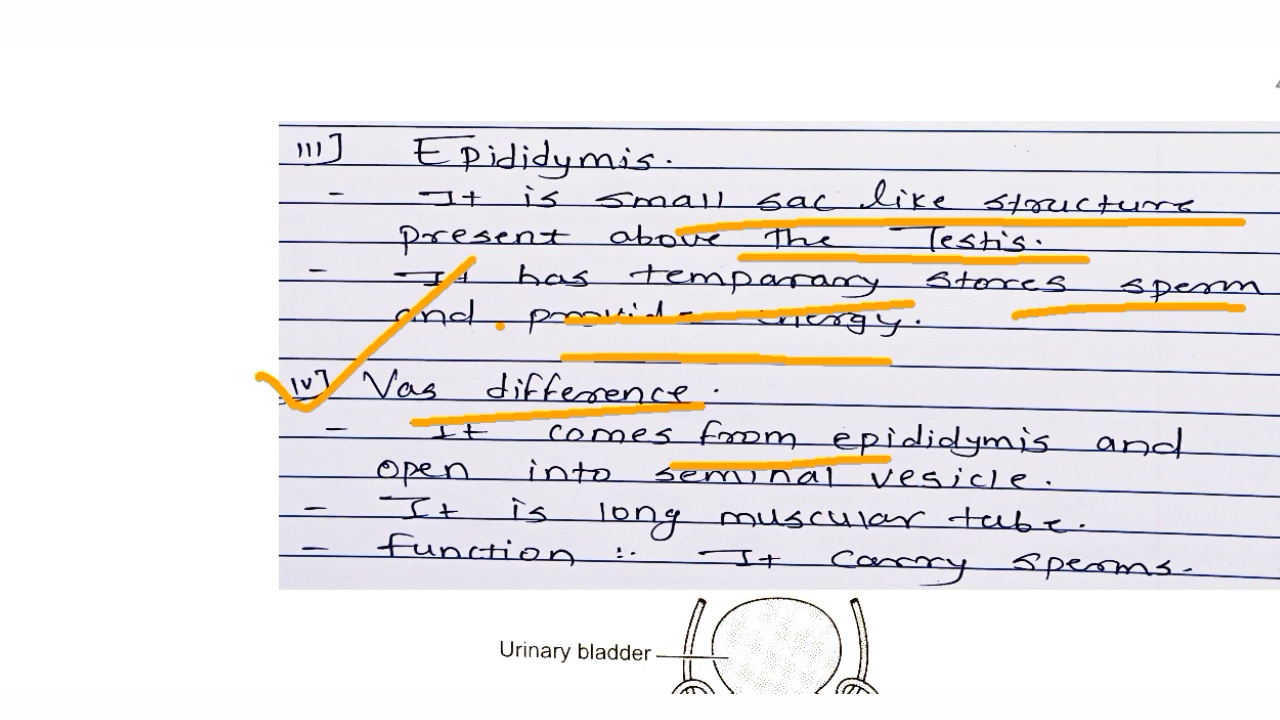 III] Epididymis.
- It is small sac like structure
present above the Testis.
- It has temparary stores sperm
and provide energy.
IV] Vas difference.
- It comes from epididymis and
open into seminal vesicle.
- It is long muscular tube.
- function :- It carry sperms.
Urinary bladder